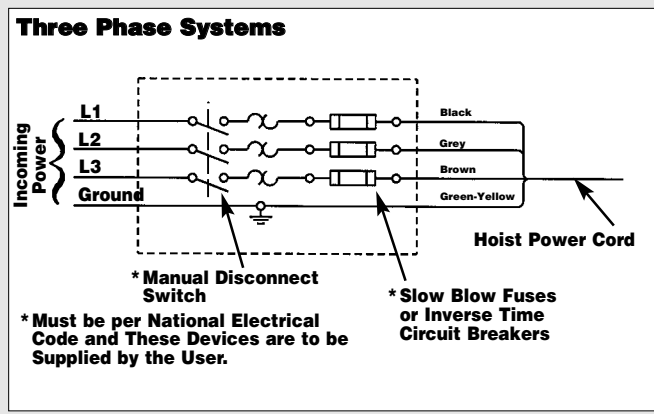 Three Phase Systems
Incoming
Power
L1
L2
L3
Ground
Black
Grey
Brown
Green-Yellow
Hoist Power Cord
*Manual Disconnect
Switch
*Slow Blow Fuses
or Inverse Time
Circuit Breakers
*Must be per National Electrical
Code and These Devices are to be
Supplied by the User.